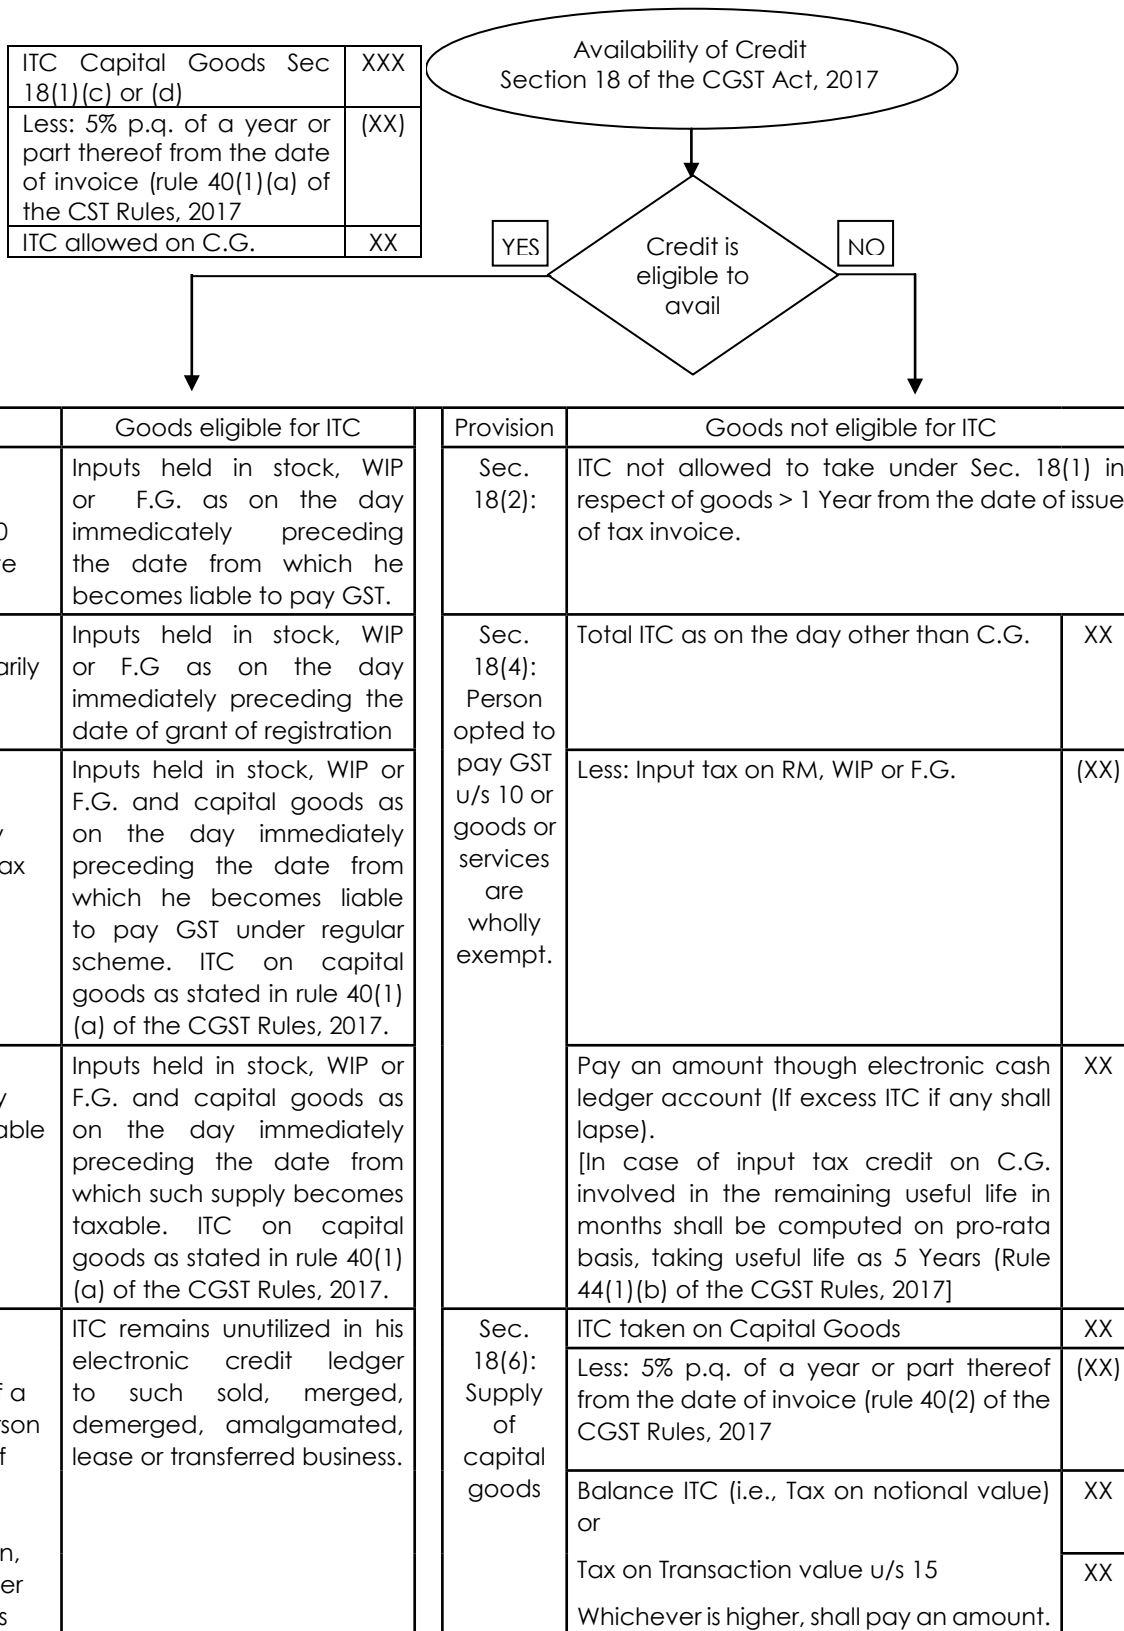 Availability of Credit
Section 18 of the CGST Act, 2017
ITC Capital Goods Sec XXX
18(1)(c) or (d)
Less: 5% p.q. of a year or (XX)
part thereof from the date
of invoice (rule 40(1)(a) of
the CST Rules, 2017
ITC allowed on C.G. XX
YES
Credit is
eligible to
avail
NO
Goods eligible for ITC
Inputs held in stock, WIP
or F.G. as on the day
immedicately preceding
the date from which he
becomes liable to pay GST.
Inputs held in stock, WIP
or F.G as on the day
immediately preceding the
date of grant of registration
Inputs held in stock, WIP or
F.G. and capital goods as
on the day immediately
preceding the date from
which he becomes liable
to pay GST under regular
scheme. ITC on capital
goods as stated in rule 40(1)
(a) of the CGST Rules, 2017.
Inputs held in stock, WIP or
F.G. and capital goods as
on the day immediately
preceding the date from
which such supply becomes
taxable. ITC on capital
goods as stated in rule 40(1)
(a) of the CGST Rules, 2017.
ITC remains unutilized in his
electronic credit ledger
to such sold, merged,
demerged, amalgamated,
lease or transferred business.
Provision
Goods not eligible for ITC
Sec.
18(2):
ITC not allowed to take under Sec. 18(1) in
respect of goods > 1 Year from the date of issue
of tax invoice.
Sec.
18(4):
Person
opted to
pay GST
u/s 10 or
goods or
services
are
wholly
exempt.
Total ITC as on the day other than C.G. XX
Less: Input tax on RM, WIP or F.G. (XX)
Pay an amount though electronic cash XX
ledger account (If excess ITC if any shall
lapse).
[In case of input tax credit on C.G.
involved in the remaining useful life in
months shall be computed on pro-rata
basis, taking useful life as 5 Years (Rule
44(1)(b) of the CGST Rules, 2017]
Sec.
18(6):
Supply
of
capital
goods
ITC taken on Capital Goods XX
Less: 5% p.q. of a year or part thereof (XX)
from the date of invoice (rule 40(2) of the
CGST Rules, 2017
Balance ITC (i.e., Tax on notional value) XX
or
Tax on Transaction value u/s 15 XX
Whichever is higher, shall pay an amount.